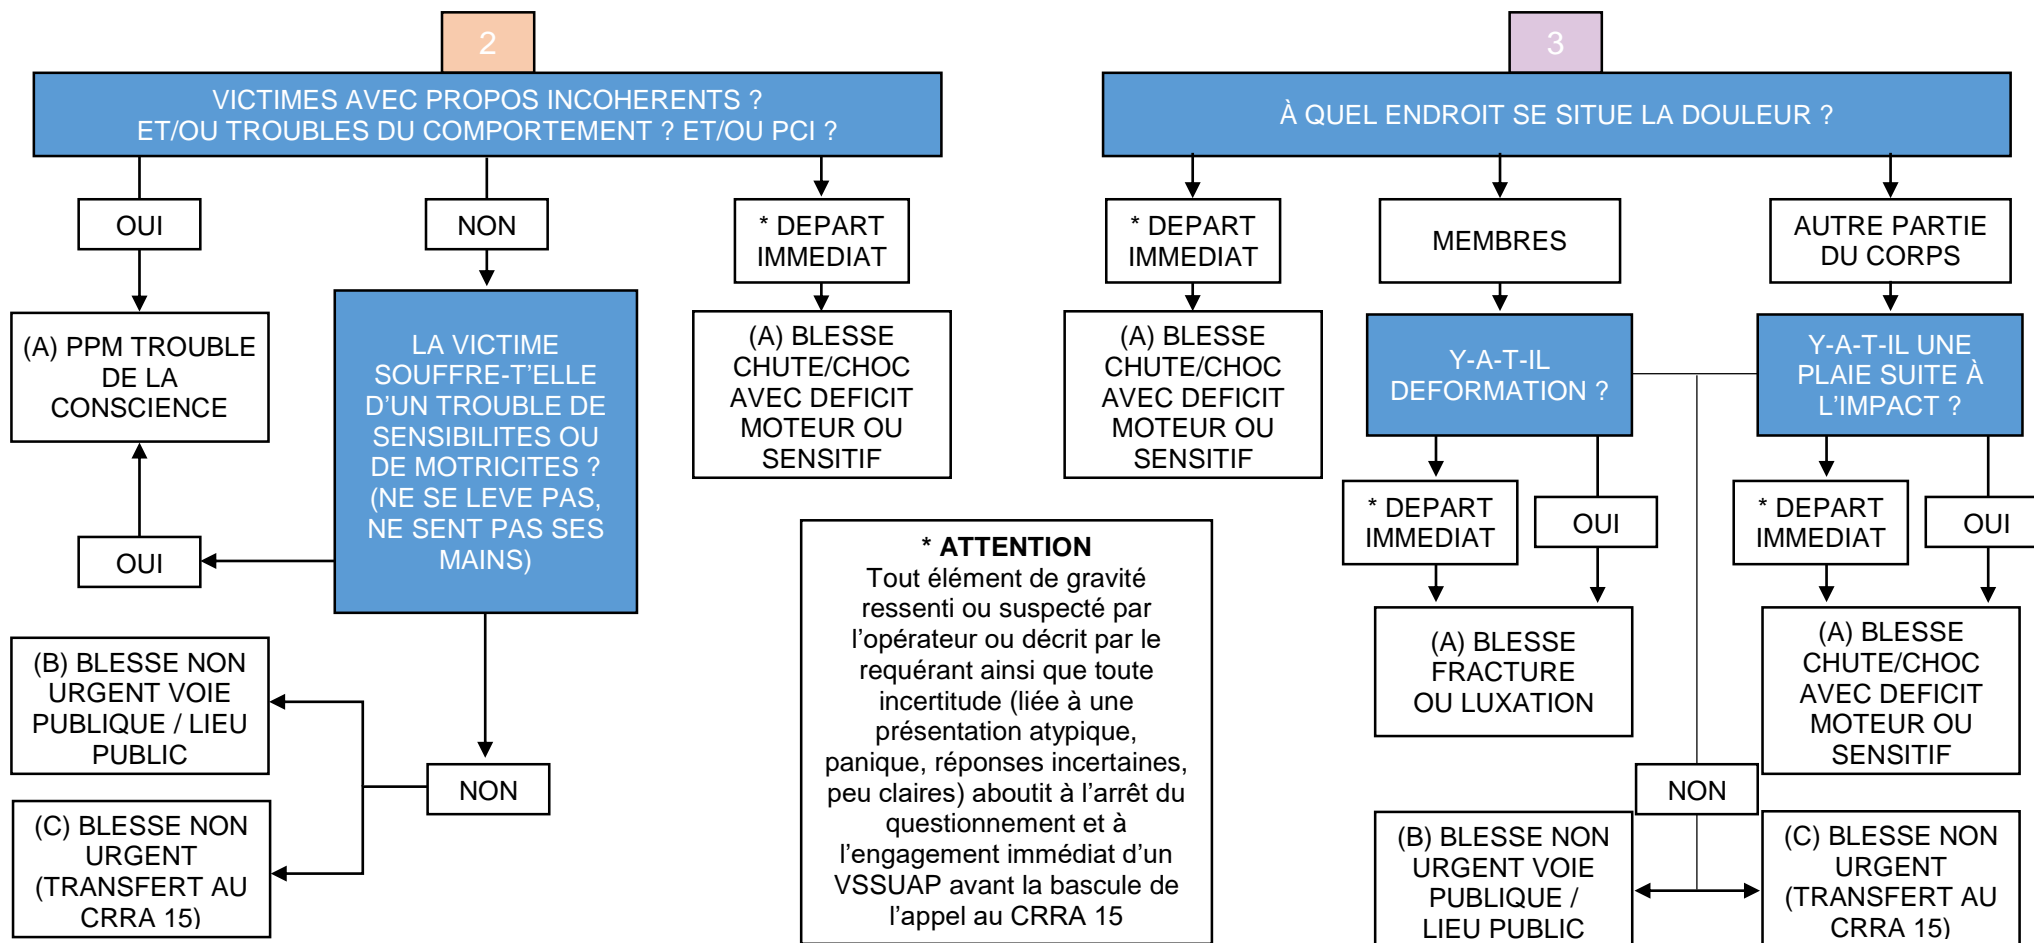 2
VICTIMES AVEC PROPOS INCOHERENTS ?
ET/OU TROUBLES DU COMPORTEMENT ? ET/OU PCI ?
OUI
NON
* DEPART
IMMEDIAT
(A) PPM TROUBLE
DE LA
CONSCIENCE
LA VICTIME
SOUFFRE-T'ELLE
D'UN TROUBLE DE
SENSIBILITES OU
DE MOTRICITES ?
(NE SE LEVE PAS,
NE SENT PAS SES
MAINS)
(A) BLESSE
CHUTE/CHOC
AVEC DEFICIT
MOTEUR OU
SENSITIF
OUI
(B) BLESSE NON
URGENT VOIE
PUBLIQUE / LIEU
PUBLIC
NON
(C) BLESSE NON
URGENT
(TRANSFERT AU
CRRA 15)
* ATTENTION
Tout élément de gravité
ressenti ou suspecté par
l'opérateur ou décrit par le
requérant ainsi que toute
incertitude (liée à une
présentation atypique,
panique, réponses incertaines,
peu claires) aboutit à l'arrêt du
questionnement et à
l'engagement immédiat d'un
VSSUAP avant la bascule de
l'appel au CRRA 15
3
À QUEL ENDROIT SE SITUE LA DOULEUR ?
* DEPART
IMMEDIAT
MEMBRES
AUTRE PARTIE
DU CORPS
(A) BLESSE
CHUTE/CHOC
AVEC DEFICIT
MOTEUR OU
SENSITIF
Y-A-T-IL
DEFORMATION ?
Y-A-T-IL UNE
PLAIE SUITE À
L'IMPACT ?
* DEPART
IMMEDIAT
OUI
* DEPART
IMMEDIAT
OUI
(A) BLESSE
FRACTURE
OU LUXATION
(A) BLESSE
CHUTE/CHOC
AVEC DEFICIT
MOTEUR OU
SENSITIF
NON
(B) BLESSE NON
URGENT VOIE
PUBLIQUE /
LIEU PUBLIC
(C) BLESSE NON
URGENT
(TRANSFERT AU
CRRA 15)